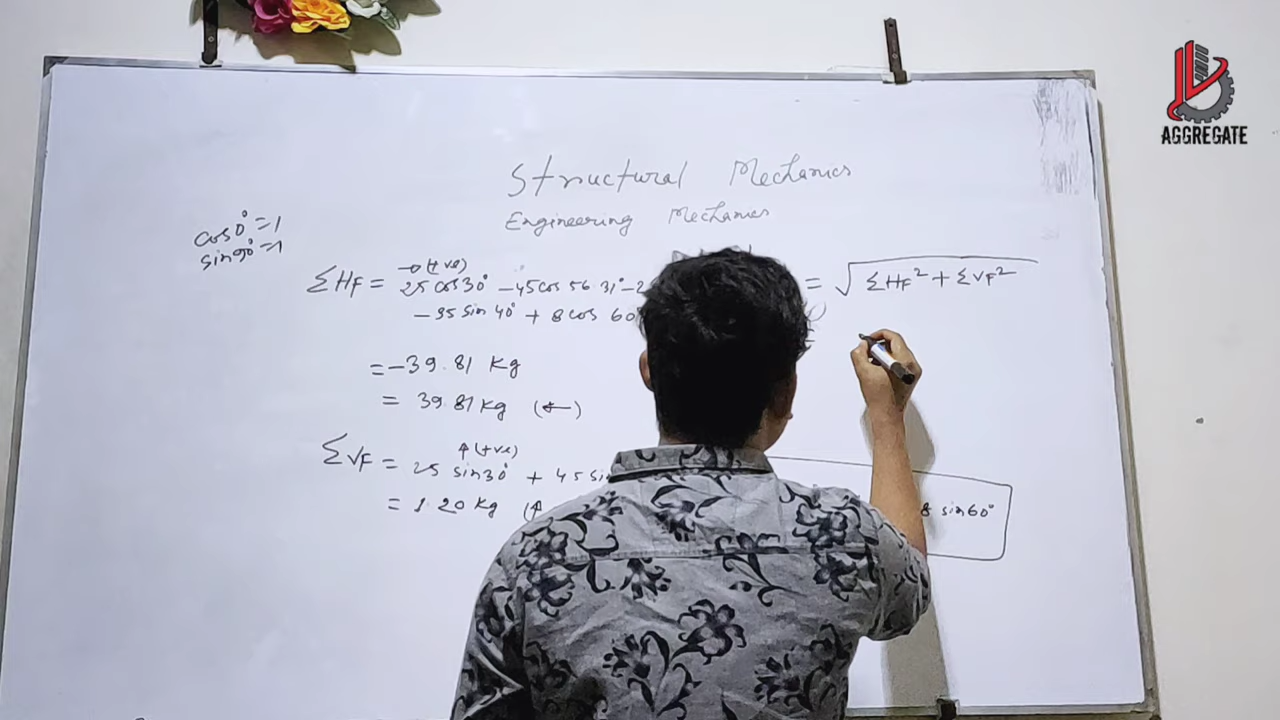 AGGREGATE
Structural Mechanics
Engineering Mechanics
cos0°=1
sin90°=1
→(+ve)
ΣHF = 25 cos30° - 45cos 56.31° - 2
- 35 sin 40° + 8 cos 60°
= √ΣHF² + ΣVF²
= -39.81 Kg
= 39.81 Kg (←)
↑(+ve)
ΣVF = 25 sin30° + 45 sin
8 sin60°
= 1.20 Kg (↑